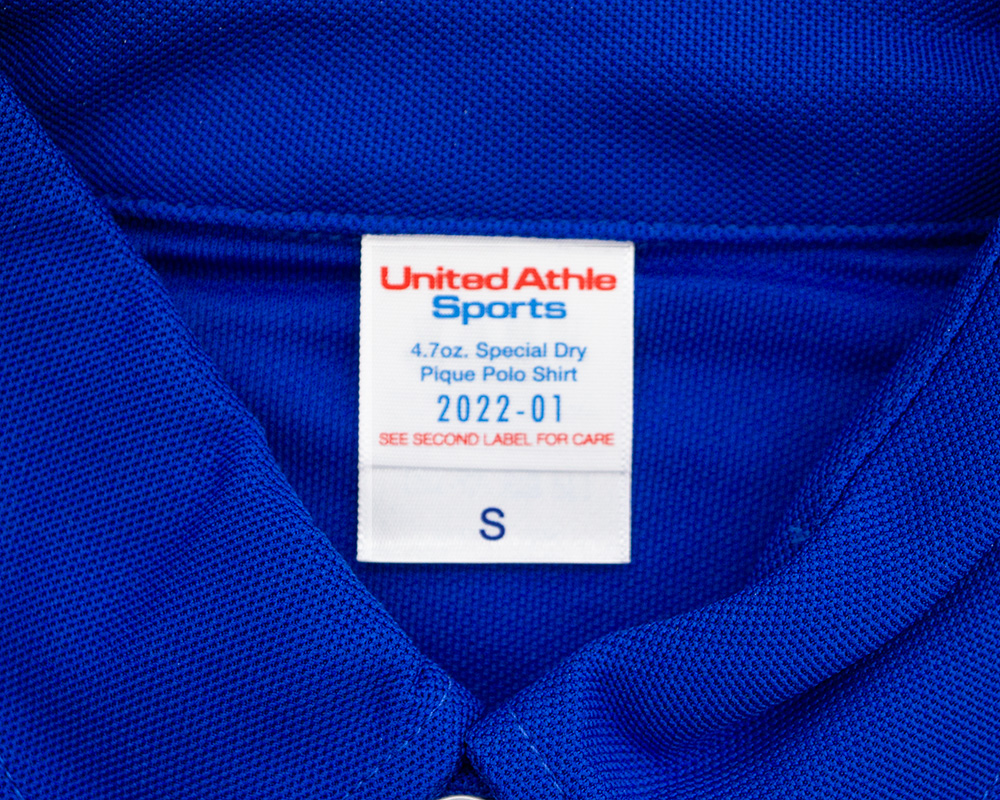 United Athle
Sports
4.7oz. Special Dry
Pique Polo Shirt
2022-01
SEE SECOND LABEL FOR CARE
S